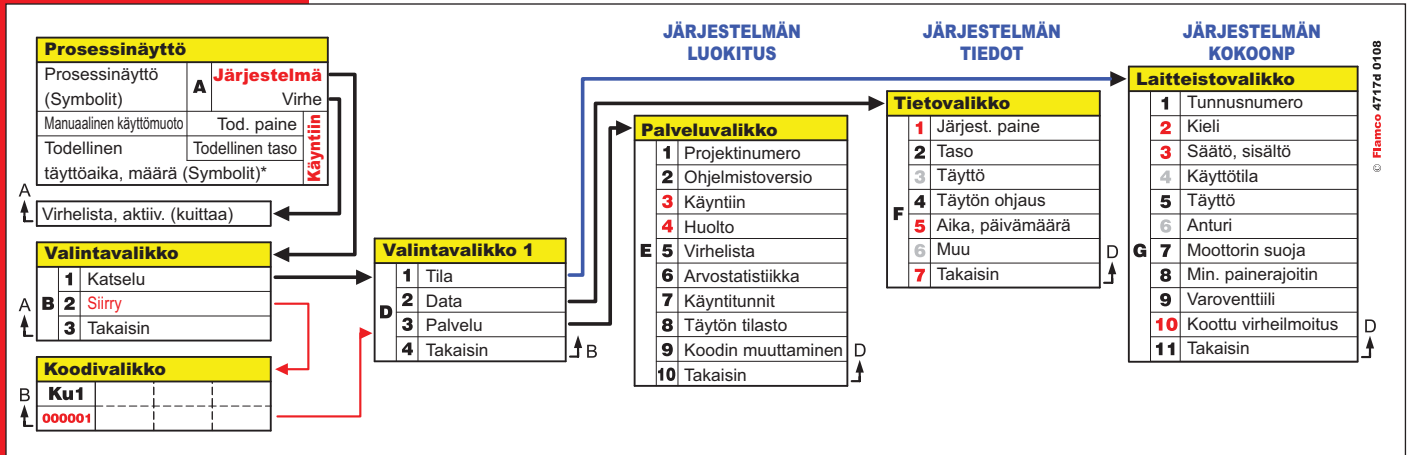 Prosessinäyttö
Prosessinäyttö
(Symbolit)
A
Järjestelmä
Virhe
Manuaalinen käyttömuoto
Tod. paine
Käyntiin
Todellinen
Todellinen taso
täyttöaika, määrä (Symbolit)*
A
Virhelista, aktiiv. (kuittaa)
Valintavalikko
A
B
1 Katselu
2 Siirry
3 Takaisin
Koodivalikko
B
Ku1
000001
Valintavalikko 1
D
1 Tila
2 Data
3 Palvelu
4 Takaisin
B
JÄRJESTELMÄN
LUOKITUS
Palveluvalikko
E
1 Projektinumero
2 Ohjelmistoversio
3 Käyntiin
4 Huolto
5 Virhelista
6 Arvostatistiikka
7 Käyntitunnit
8 Täytön tilasto
9 Koodin muuttaminen
10 Takaisin
D
JÄRJESTELMÄN
TIEDOT
Tietovalikko
F
1 Järjest. paine
2 Taso
3 Täyttö
4 Täytön ohjaus
5 Aika, päivämäärä
6 Muu
7 Takaisin
D
JÄRJESTELMÄN
KOKOONP
Laitteistovalikko
G
1 Tunnusnumero
2 Kieli
3 Säätö, sisältö
4 Käyttötila
5 Täyttö
6 Anturi
7 Moottorin suoja
8 Min. painerajoitin
9 Varoventtiili
10 Koottu virheilmoitus
11 Takaisin
D
© Flamco 4717d 0108